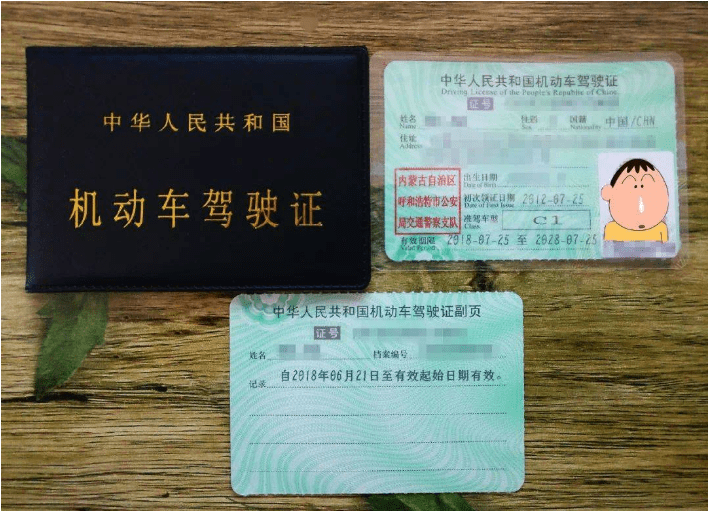 中华人民共和国
机动车驾驶证
中华人民共和国机动车驾驶证
Driving License of the People's Republic of China
证号
姓名 性别 国籍 中国/CHN
Name Sex Nationality
住址
Address
出生日期
Date of Birth
内蒙古自治区
呼和浩特市公安
局交通警察支队
初次领证日期 2012-07-25
Date of First Issue
准驾车型 C1
Class
有效期限 2018-07-25 至 2028-07-25
Valid Period
中华人民共和国机动车驾驶证副页
证号
姓名 档案编号
记录 自2018年06月21日至有效起始日期有效。